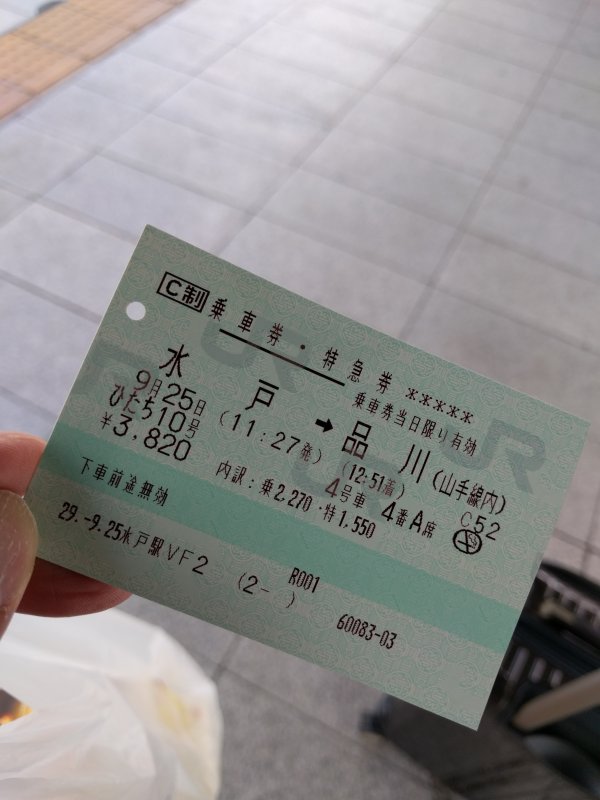 C制 乗車券・特急券 *****
乗車券当日限り有効
水戸 ➡ 品川(山手線内)
9月25日 (11:27発) (12:51着) C52
ひたち10号 4号車 4番A席
¥3,820 内訳:乗2,270・特1,550
下車前途無効
29.-9.25水戸駅VF2 (2- ) R001
60083-03
JR
JR